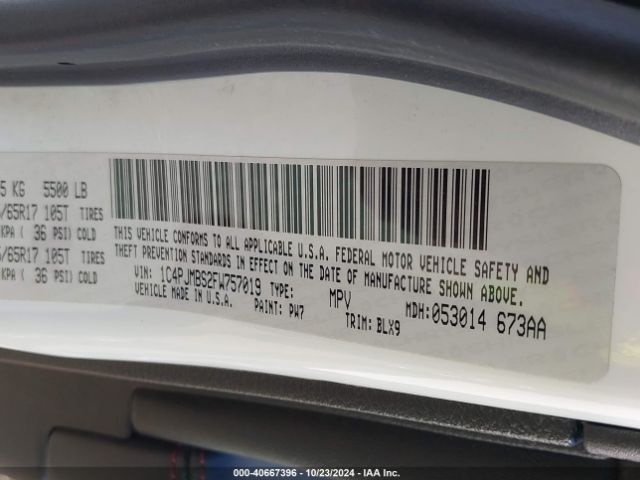 5 KG 5500 LB
/65R17 105T TIRES
KPA ( 36 PSI) COLD
/65R17 105T TIRES
KPA ( 36 PSI) COLD
THIS VEHICLE CONFORMS TO ALL APPLICABLE U.S.A. FEDERAL MOTOR VEHICLE SAFETY AND
THEFT PREVENTION STANDARDS IN EFFECT ON THE DATE OF MANUFACTURE SHOWN ABOVE.
VIN: 1C4PJMBS2FW757019 TYPE: MPV MDH:053014 673AA
VEHICLE MADE IN U.S.A. PAINT: PW7 TRIM: BLX9
000-40667396 - 10/23/2024 - IAA Inc.